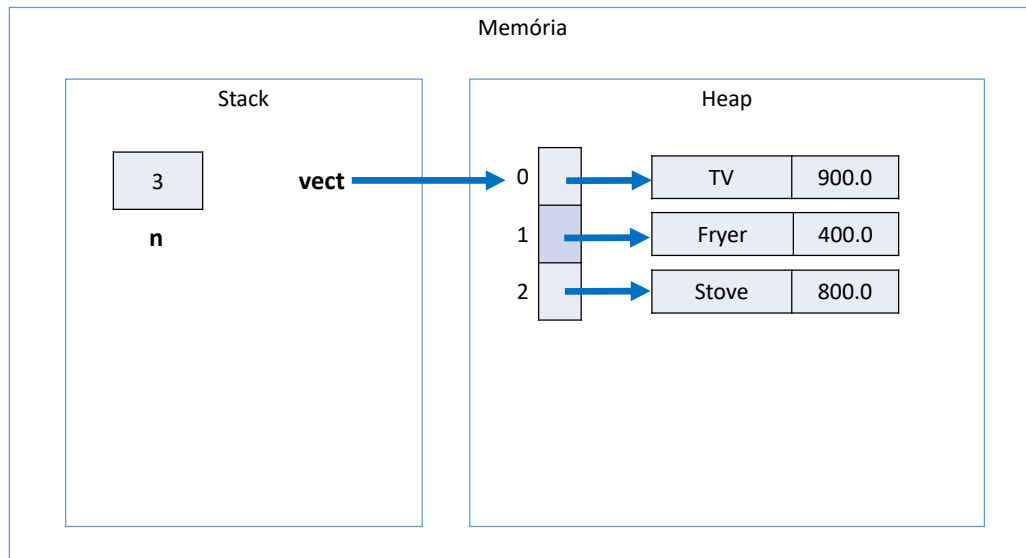 Memória
Stack
Heap
3
n
vect
0
TV
900.0
1
Fryer
400.0
2
Stove
800.0